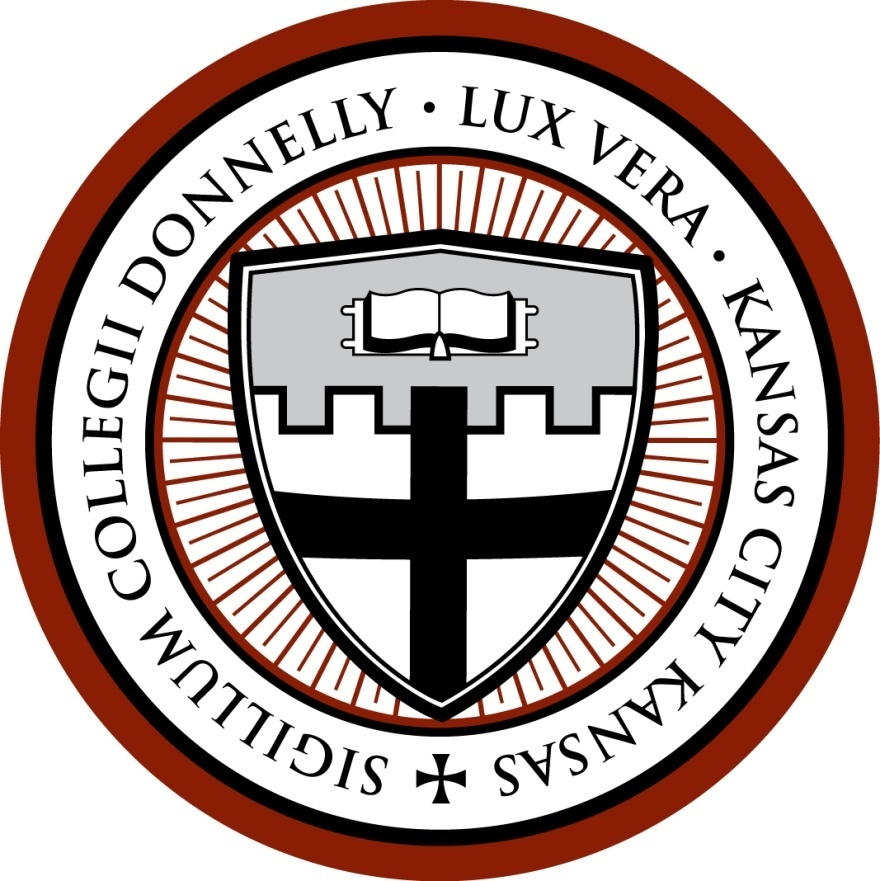 SIGILLUM COLLEGII DONNELLY · LUX VERA · KANSAS CITY KANSAS